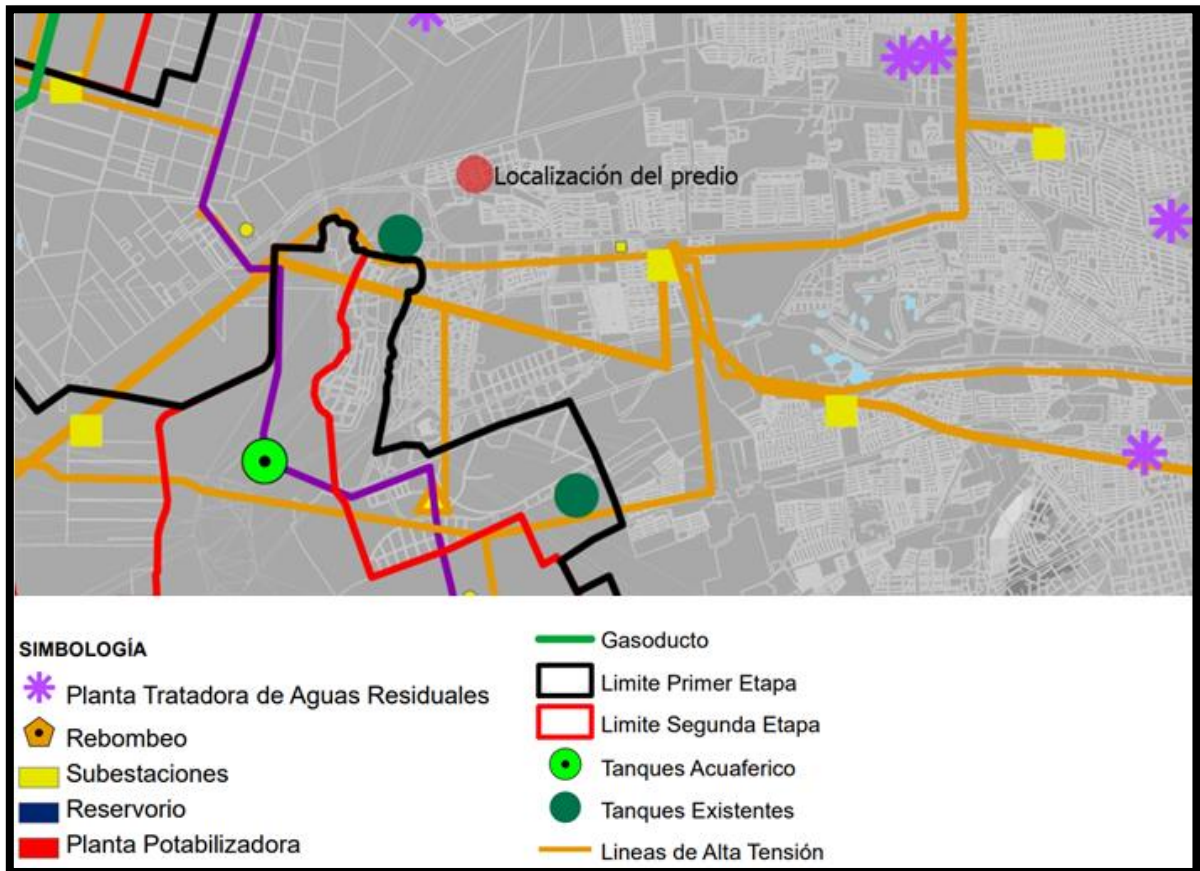 Localización del predio
SIMBOLOGÍA
Planta Tratadora de Aguas Residuales
Rebombeo
Subestaciones
Reservorio
Planta Potabilizadora
Gasoducto
Limite Primer Etapa
Limite Segunda Etapa
Tanques Acuaferico
Tanques Existentes
Lineas de Alta Tensión